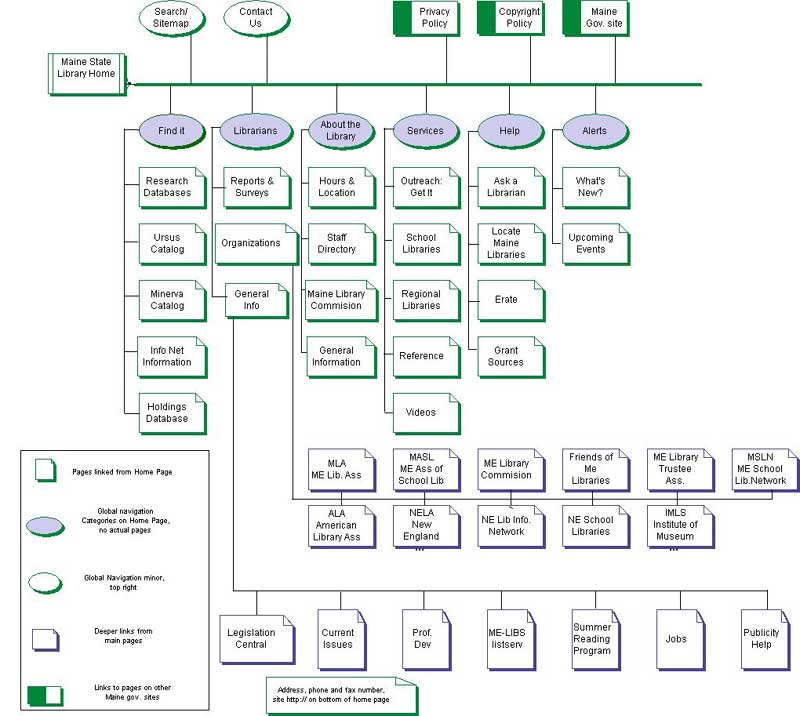 Search/
Sitemap
Contact
Us
Privacy
Policy
Copyright
Policy
Maine
Gov. site
Maine State
Library Home
Find it
Librarians
About the
Library
Services
Help
Alerts
Research
Databases
Reports &
Surveys
Hours &
Location
Outreach:
Get It
Ask a
Librarian
What's
New?
Ursus
Catalog
Organizations
Staff
Directory
School
Libraries
Locate
Maine
Libraries
Upcoming
Events
Minerva
Catalog
General
Info
Maine Library
Commision
Regional
Libraries
Erate
Info Net
Information
General
Information
Reference
Grant
Sources
Holdings
Database
Videos
MLA
ME Lib. Ass
MASL
ME Ass of
School Lib
ME Library
Commision
Friends of
Me
Libraries
ME Library
Trustee
Ass.
MSLN
ME School
Lib.Network
ALA
American
Library Ass
NELA
New
England
...
NE Lib Info.
Network
NE School
Libraries
IMLS
Institute of
Museum
...
Legislation
Central
Current
Issues
Prof.
Dev
ME-LIBS
listserv
Summer
Reading
Program
Jobs
Publicity
Help
Pages linked from Home Page
Global navigation
Categories on Home Page,
no actual pages
Global Navigation minor,
top right
Deeper links from
main pages
Links to pages on other
Maine gov. sites
Address, phone and fax number,
site http:// on bottom of home page